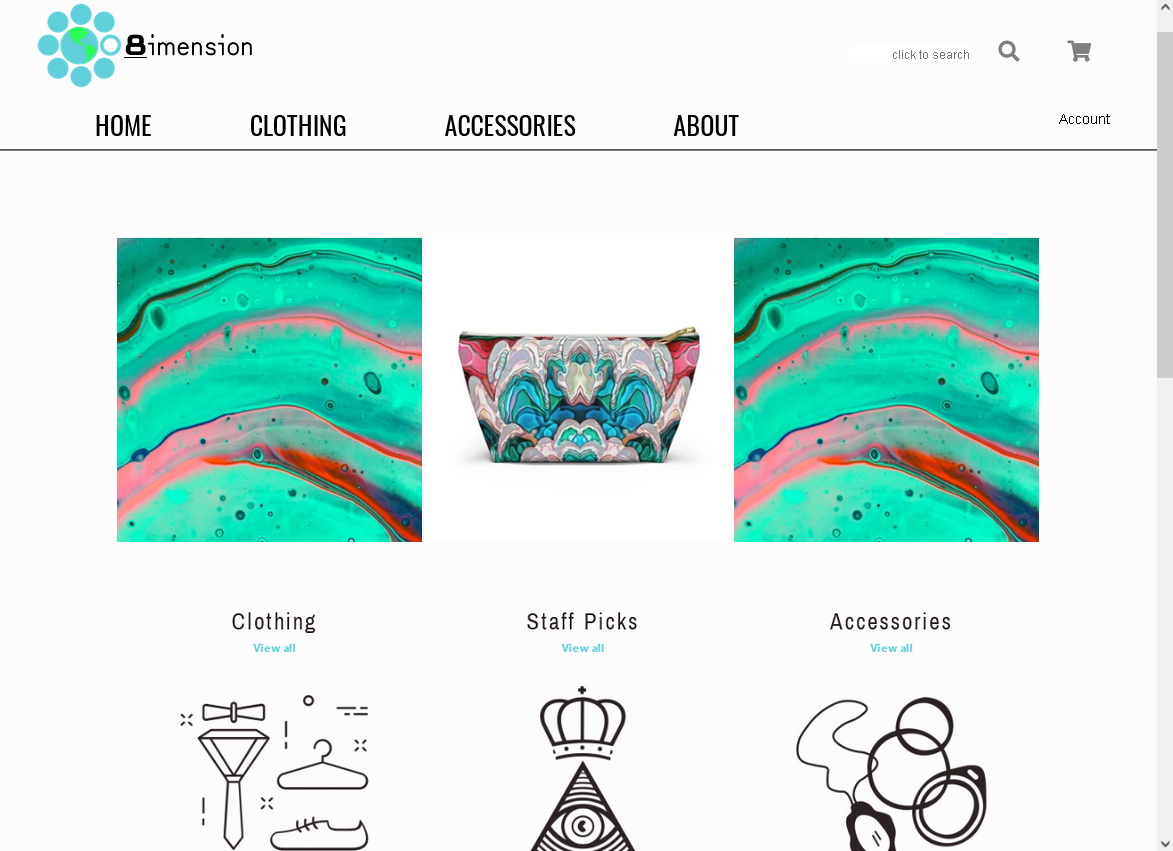 8imension
click to search
HOME CLOTHING ACCESSORIES ABOUT
Account
Clothing Staff Picks Accessories
View all View all View all